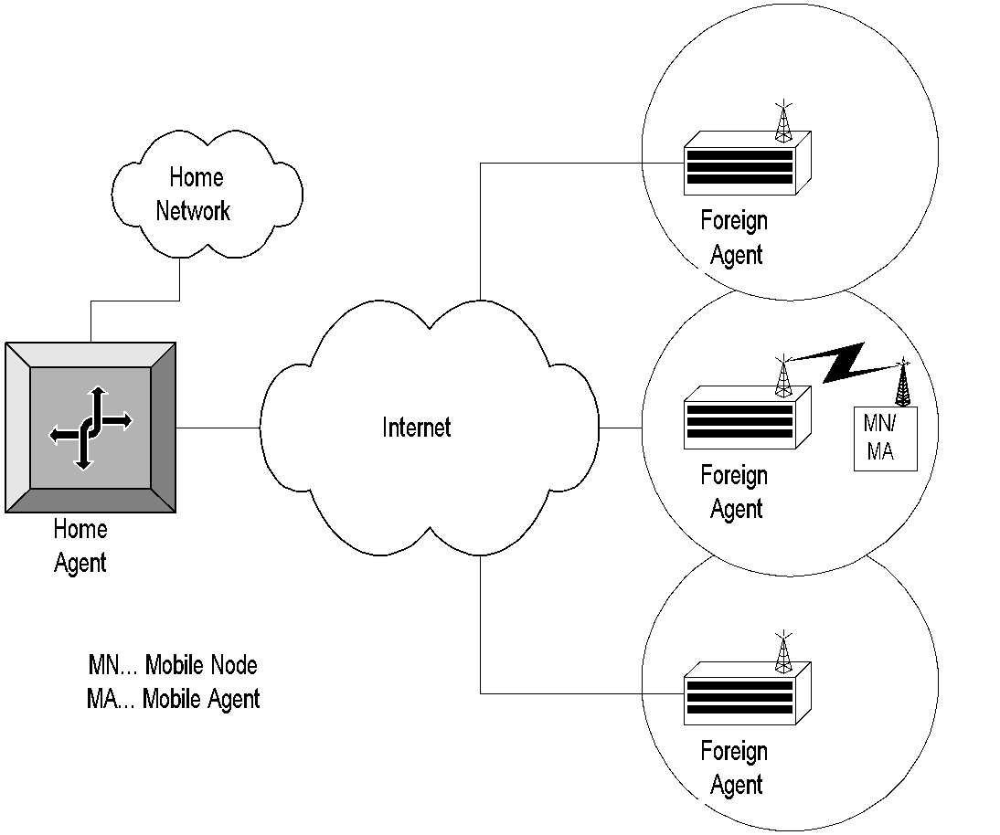 Home
Network
Foreign
Agent
Internet
MN/
MA
Foreign
Agent
Home
Agent
MN... Mobile Node
MA... Mobile Agent
Foreign
Agent